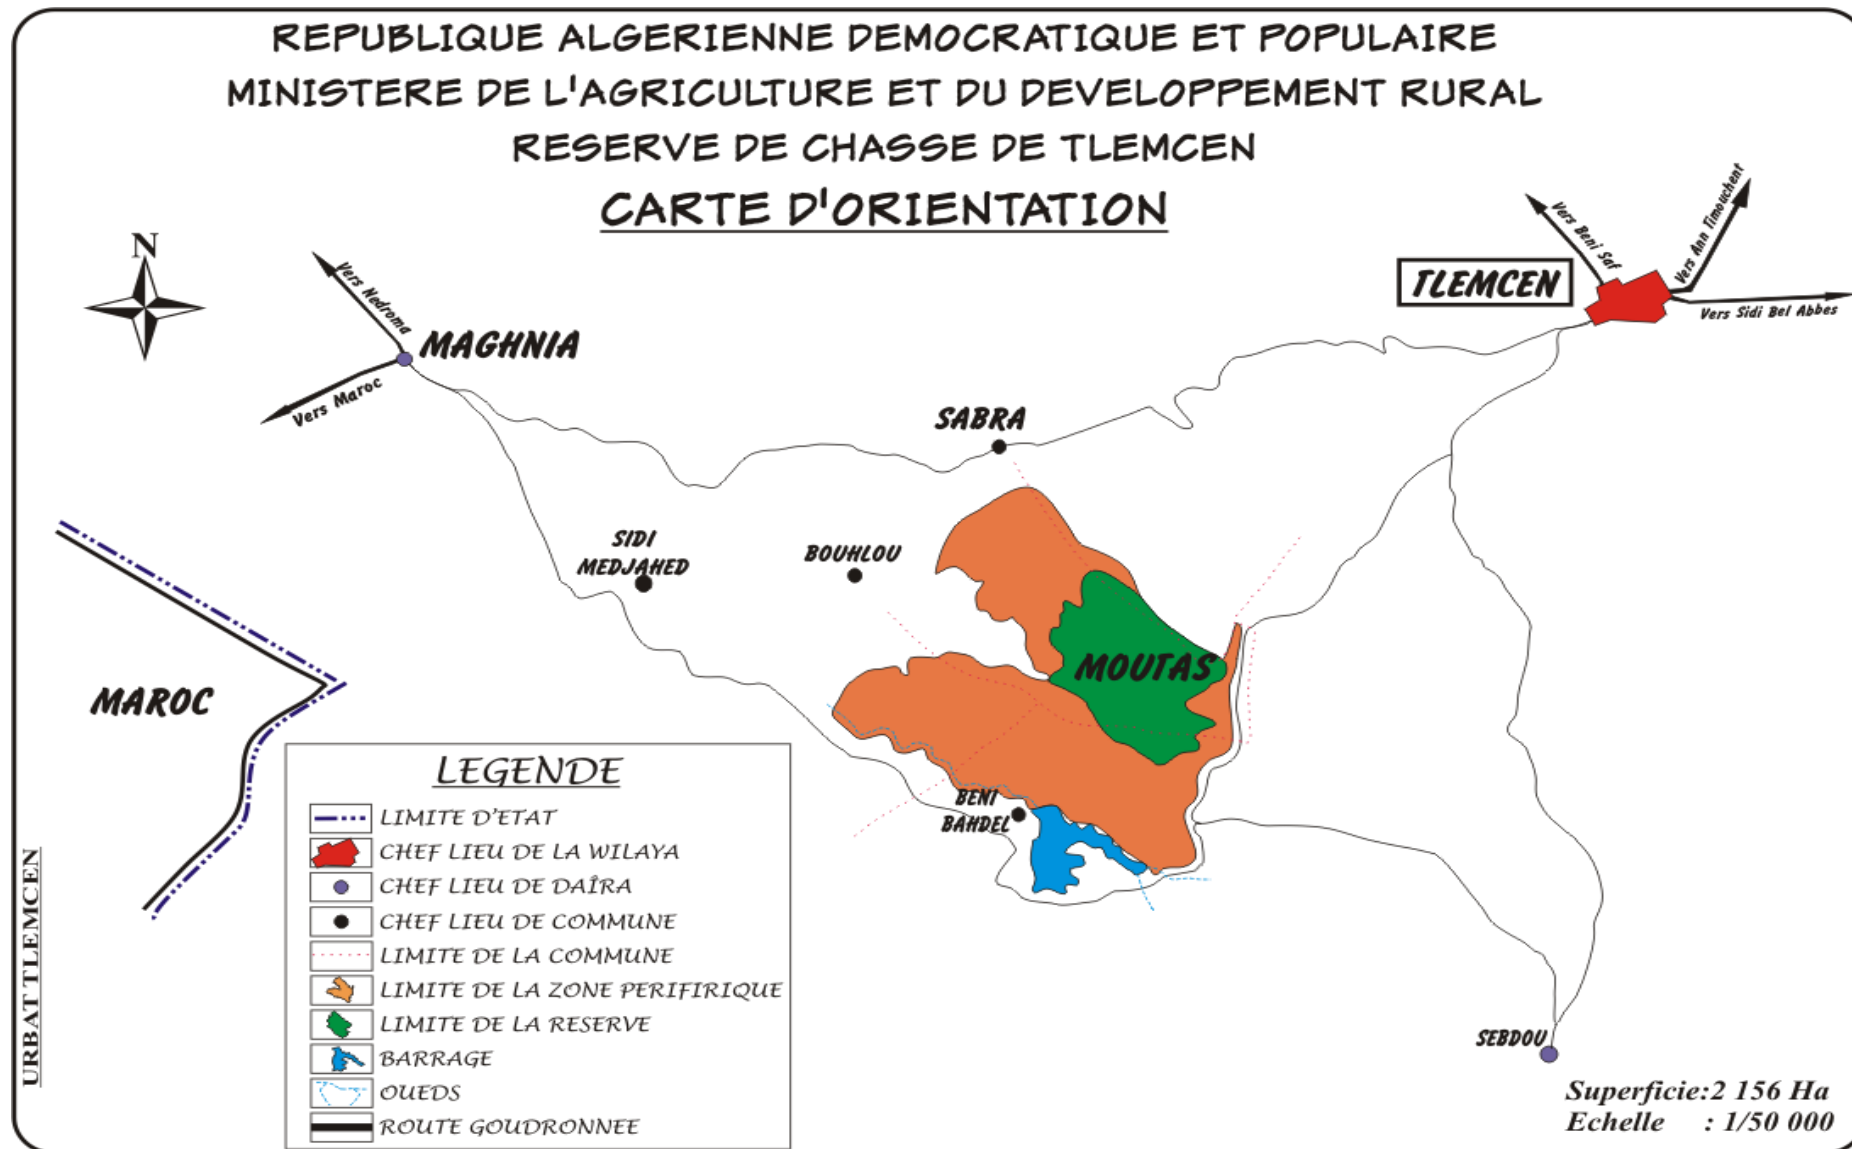 REPUBLIQUE ALGERIENNE DEMOCRATIQUE ET POPULAIRE
MINISTERE DE L'AGRICULTURE ET DU DEVELOPPEMENT RURAL
RESERVE DE CHASSE DE TLEMCEN
CARTE D'ORIENTATION
N
Vers Nedroma
MAGHNIA
Vers Maroc
Vers Beni Saf
Vers Ann Timouchent
TLEMCEN
Vers Sidi Bel Abbes
SABRA
SIDI
MEDJAHED
BOUHLOU
MOUTAS
MAROC
BENI
BAHDEL
SEBDOU
LEGENDE
LIMITE D'ETAT
CHEF LIEU DE LA WILAYA
CHEF LIEU DE DAÎRA
CHEF LIEU DE COMMUNE
LIMITE DE LA COMMUNE
LIMITE DE LA ZONE PERIFIRIQUE
LIMITE DE LA RESERVE
BARRAGE
OUEDS
ROUTE GOUDRONNEE
URBAT TLEMCEN
Superficie:2 156 Ha
Echelle : 1/50 000